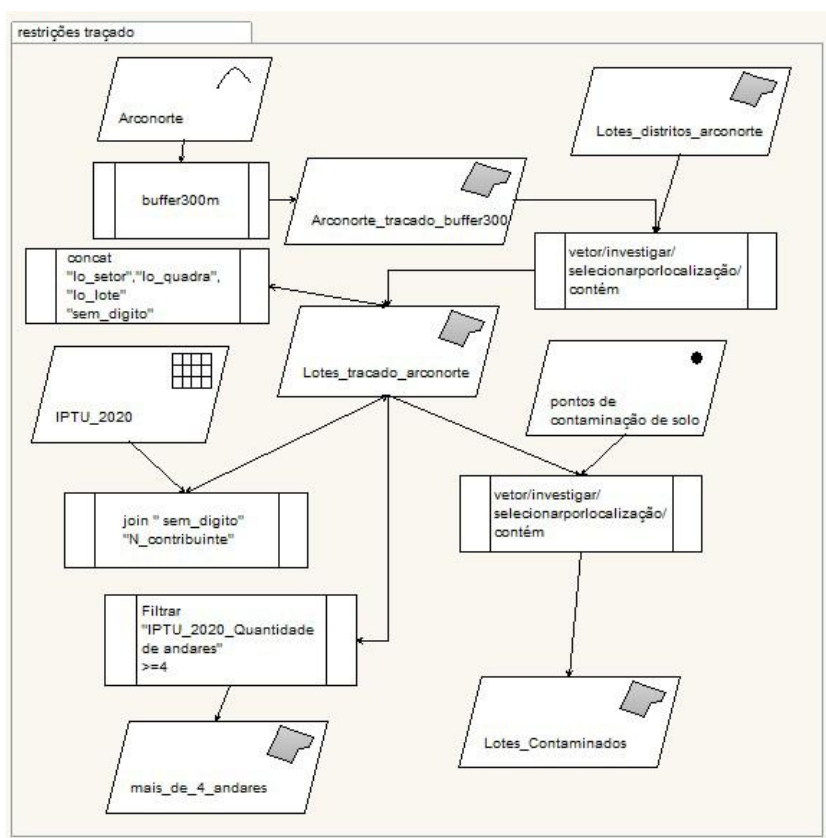 restrições traçado
Arconorte
Lotes_distritos_arconorte
buffer300m
Arconorte_tracado_buffer300
concat
"lo_setor","lo_quadra",
"lo_lote"
"sem_digito"
vetor/investigar/
selecionarporlocalização/
contém
Lotes_tracado_arconorte
IPTU_2020
pontos de
contaminação de solo
join " sem_digito"
"N_contribuinte"
vetor/investigar/
selecionarporlocalização/
contém
Filtrar
"IPTU_2020_Quantidade
de andares"
>=4
Lotes_Contaminados
mais_de_4_andares